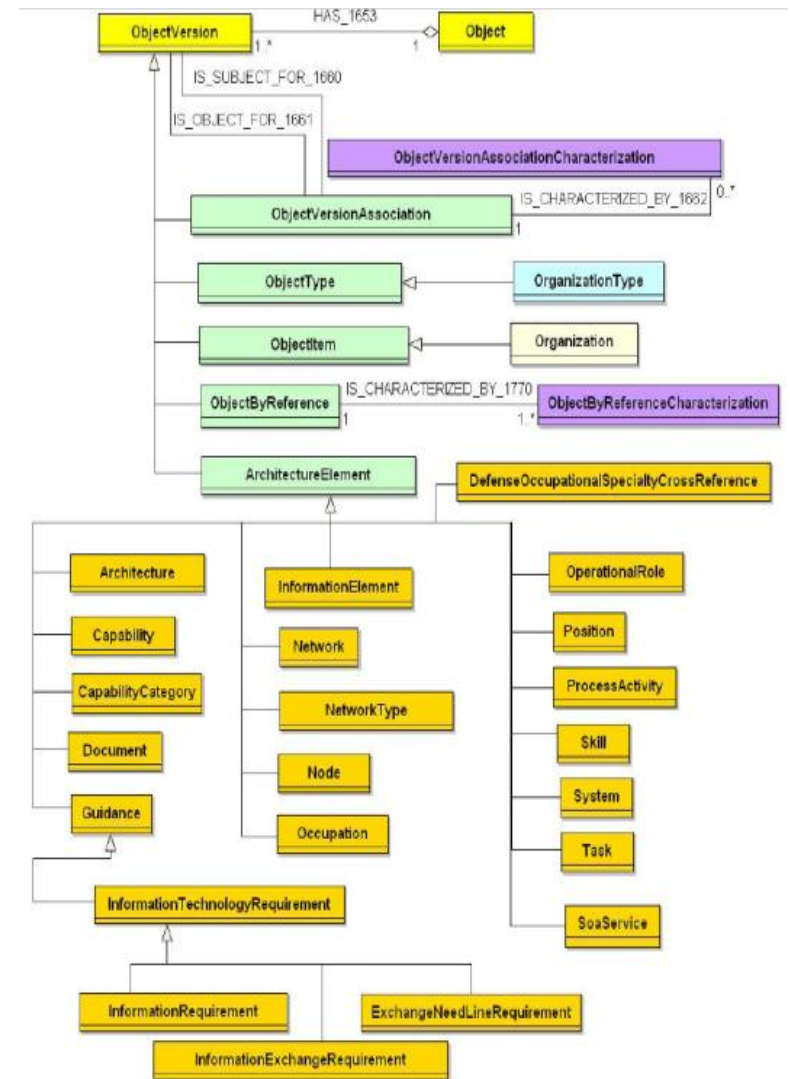 HAS_1653
ObjectVersion
Object
1..*
1
IS_SUBJECT_FOR_1660
IS_OBJECT_FOR_1661
ObjectVersionAssociationCharacterization
IS_CHARACTERIZED_BY_1662
0..*
ObjectVersionAssociation
1
ObjectType
OrganizationType
ObjectItem
Organization
IS_CHARACTERIZED_BY_1770
ObjectByReference
ObjectByReferenceCharacterization
1
1..*
ArchitectureElement
DefenseOccupationalSpecialtyCrossReference
Architecture
InformationElement
OperationalRole
Capability
Network
Position
CapabilityCategory
NetworkType
ProcessActivity
Document
Node
Skill
Guidance
Occupation
System
Task
InformationTechnologyRequirement
SoaService
InformationRequirement
ExchangeNeedLineRequirement
InformationExchangeRequirement